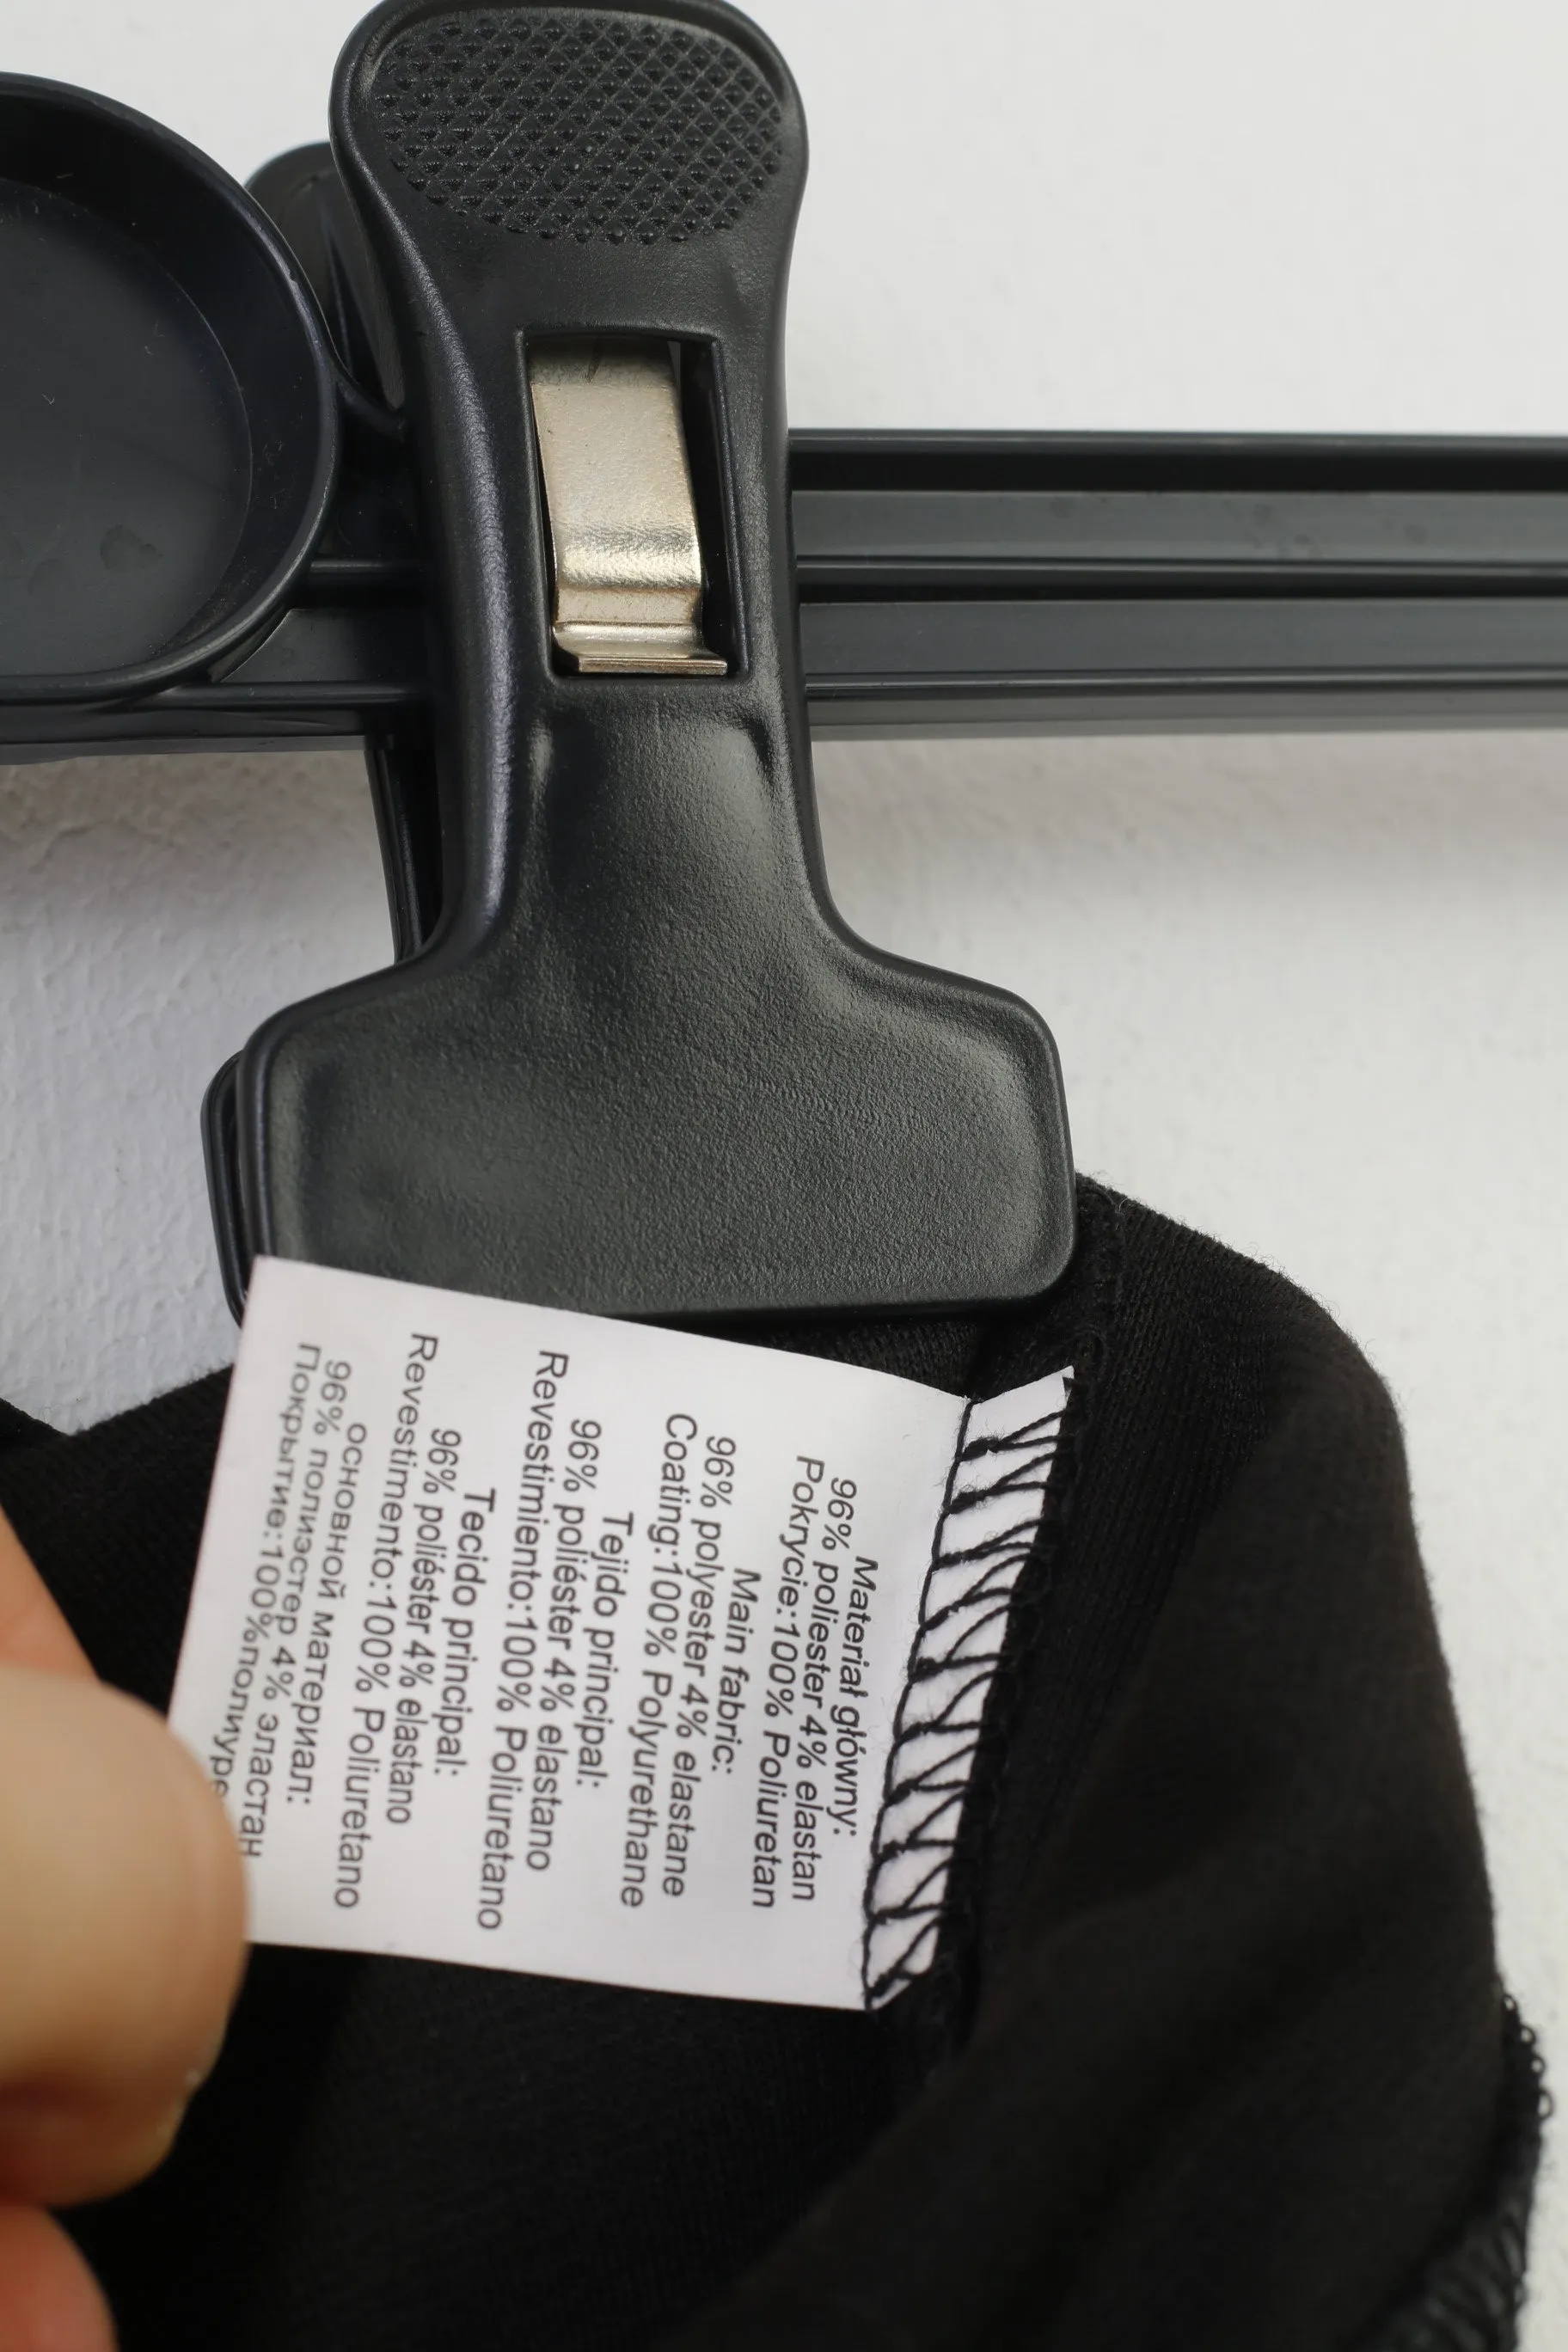 Materiał główny:
96% poliester 4% elastan
Pokrycie:100% Poliuretan
Main fabric:
96% polyester 4% elastane
Coating:100% Polyurethane
Tejido principal:
96% poliéster 4% elastano
Revestimiento:100% Poliuretano
Tecido principal:
96% poliéster 4% elastano
Revestimento:100% Poliuretano
основной материал:
96% полиэстер 4% эластан
Покрытие:100%